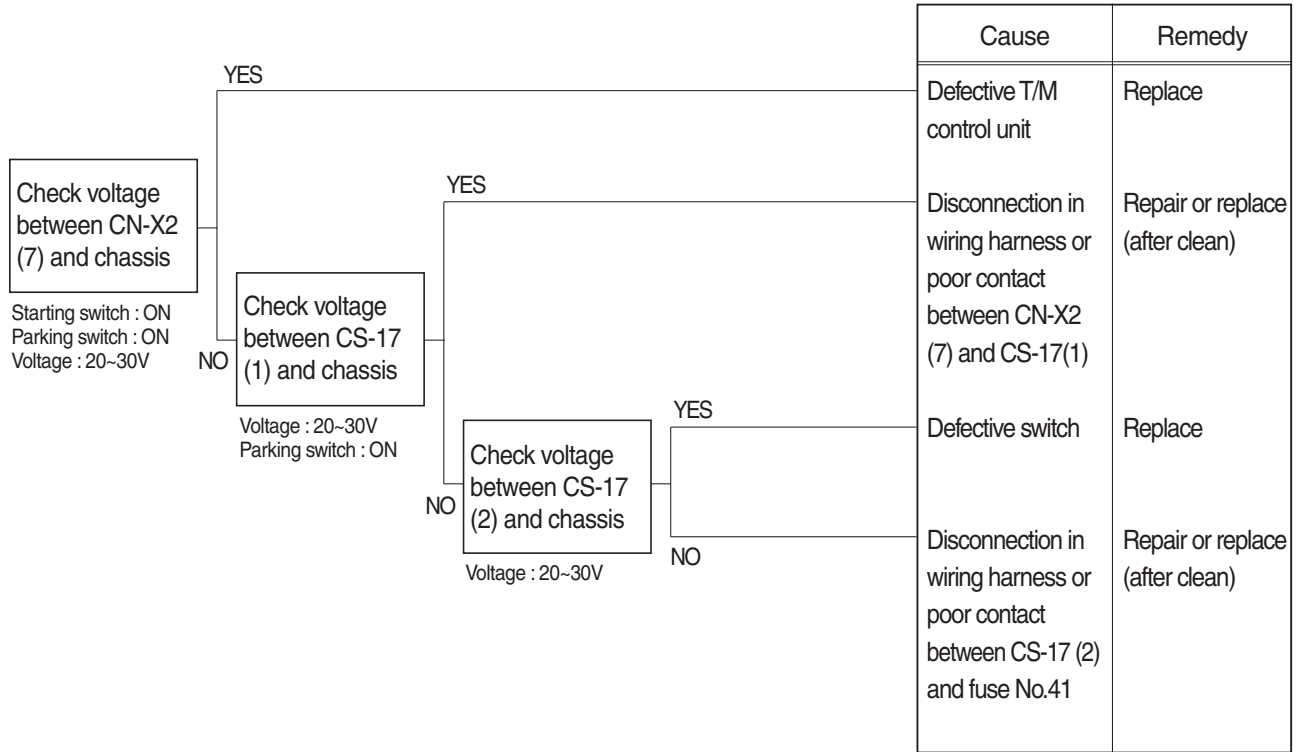 Cause
Remedy
YES
Defective T/M
control unit
Replace
Check voltage
between CN-X2
(7) and chassis
Starting switch : ON
Parking switch : ON
Voltage : 20~30V
NO
YES
Disconnection in
wiring harness or
poor contact
between CN-X2
(7) and CS-17(1)
Repair or replace
(after clean)
Check voltage
between CS-17
(1) and chassis
Voltage : 20~30V
Parking switch : ON
NO
YES
Defective switch
Replace
Check voltage
between CS-17
(2) and chassis
Voltage : 20~30V
NO
Disconnection in
wiring harness or
poor contact
between CS-17 (2)
and fuse No.41
Repair or replace
(after clean)